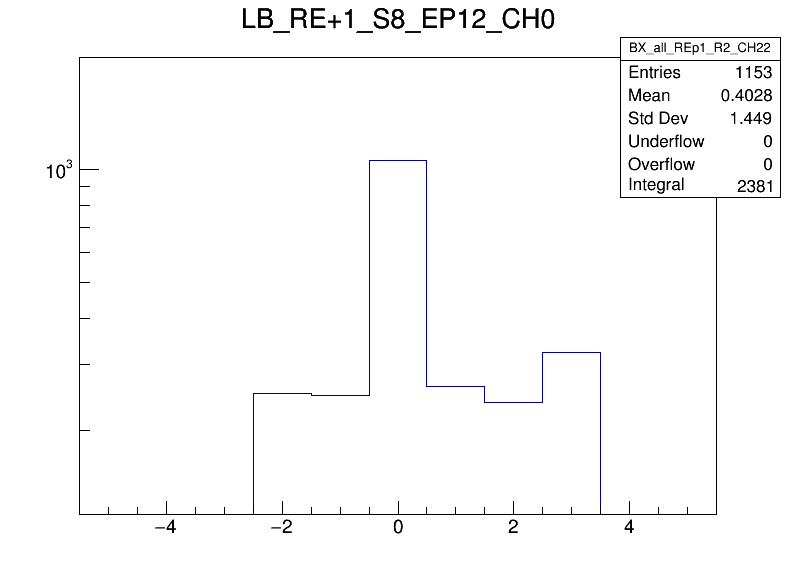 LB_RE+1_S8_EP12_CH0
BX_all_REp1_R2_CH22
Entries 1153
Mean 0.4028
Std Dev 1.449
Underflow 0
Overflow 0
Integral 2381
10³
−4 −2 0 2 4